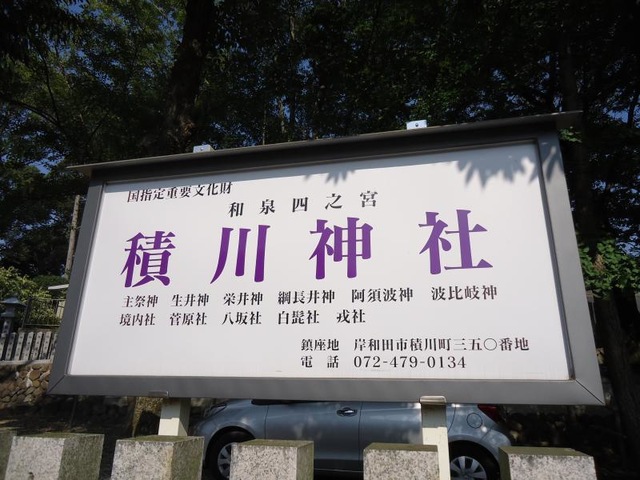 国指定重要文化財
和泉四之宮
積川神社
主祭神 生井神 栄井神 綱長井神 阿須波神 波比岐神
境内社 菅原社 八坂社 白髭社 戎社
鎮座地 岸和田市積川町三五〇番地
電話 072-479-0134